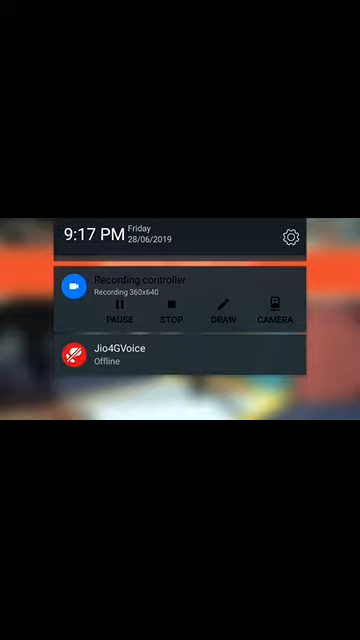 9:17 PM
Friday
28/06/2019
Recording controller
Recording 360x640
PAUSE STOP DRAW CAMERA
Jio4GVoice
Offline